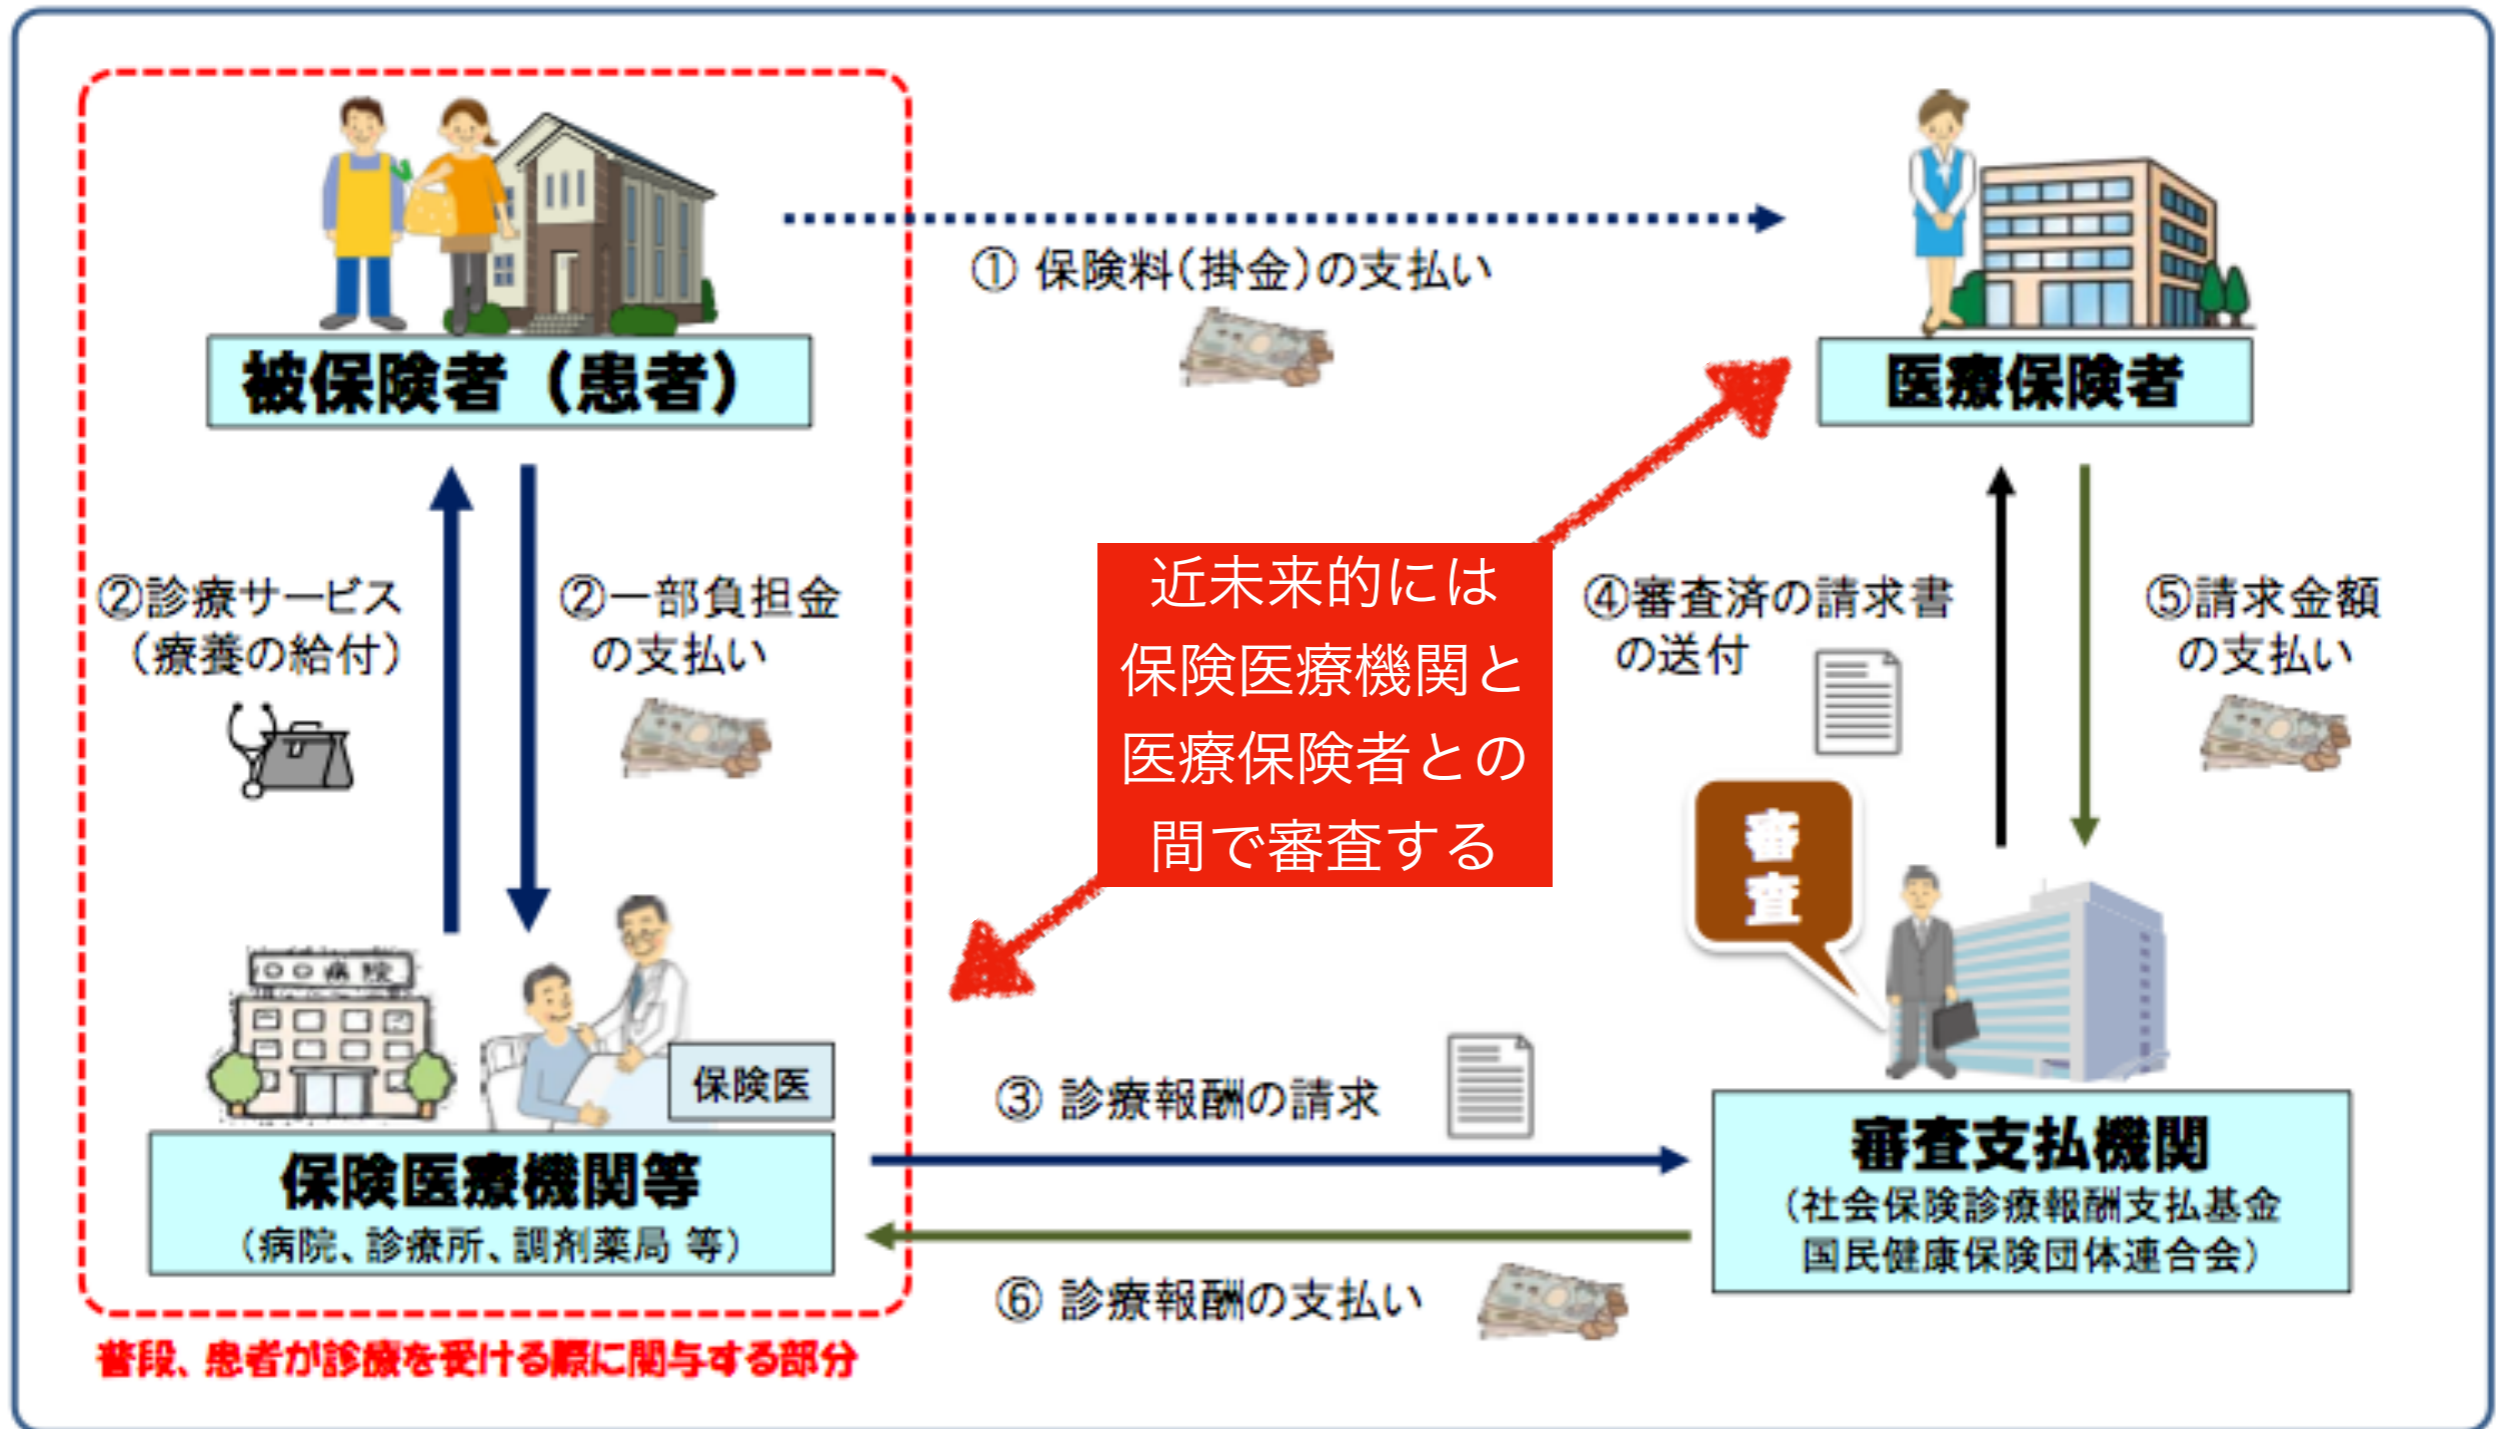 ① 保険料(掛金)の支払い
被保険者（患者）
医療保険者
②診療サービス
（療養の給付）
②一部負担金
の支払い
近未来的には
保険医療機関と
医療保険者との
間で審査する
④審査済の請求書
の送付
⑤請求金額
の支払い
審
査
○○病院
保険医
保険医療機関等
（病院、診療所、調剤薬局 等）
③ 診療報酬の請求
審査支払機関
（社会保険診療報酬支払基金
国民健康保険団体連合会）
⑥ 診療報酬の支払い
普段、患者が診療を受ける際に関与する部分